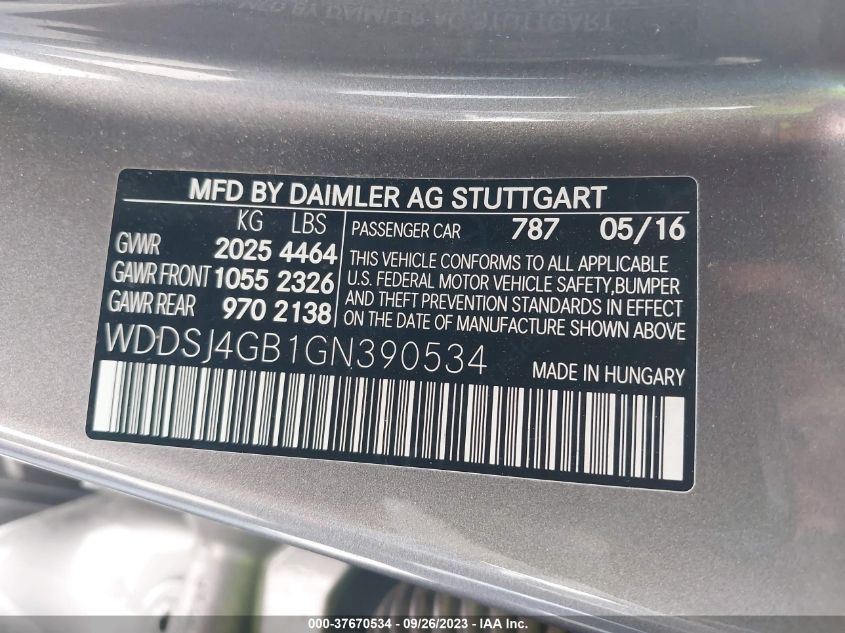 MFD BY DAIMLER AG STUTTGART
KG LBS
GVWR 2025 4464
GAWR FRONT 1055 2326
GAWR REAR 970 2138
PASSENGER CAR 787 05/16
THIS VEHICLE CONFORMS TO ALL APPLICABLE
U.S. FEDERAL MOTOR VEHICLE SAFETY, BUMPER
AND THEFT PREVENTION STANDARDS IN EFFECT
ON THE DATE OF MANUFACTURE SHOWN ABOVE
WDDSJ4GB1GN390534
MADE IN HUNGARY
000-37670534 - 09/26/2023 - IAA Inc.